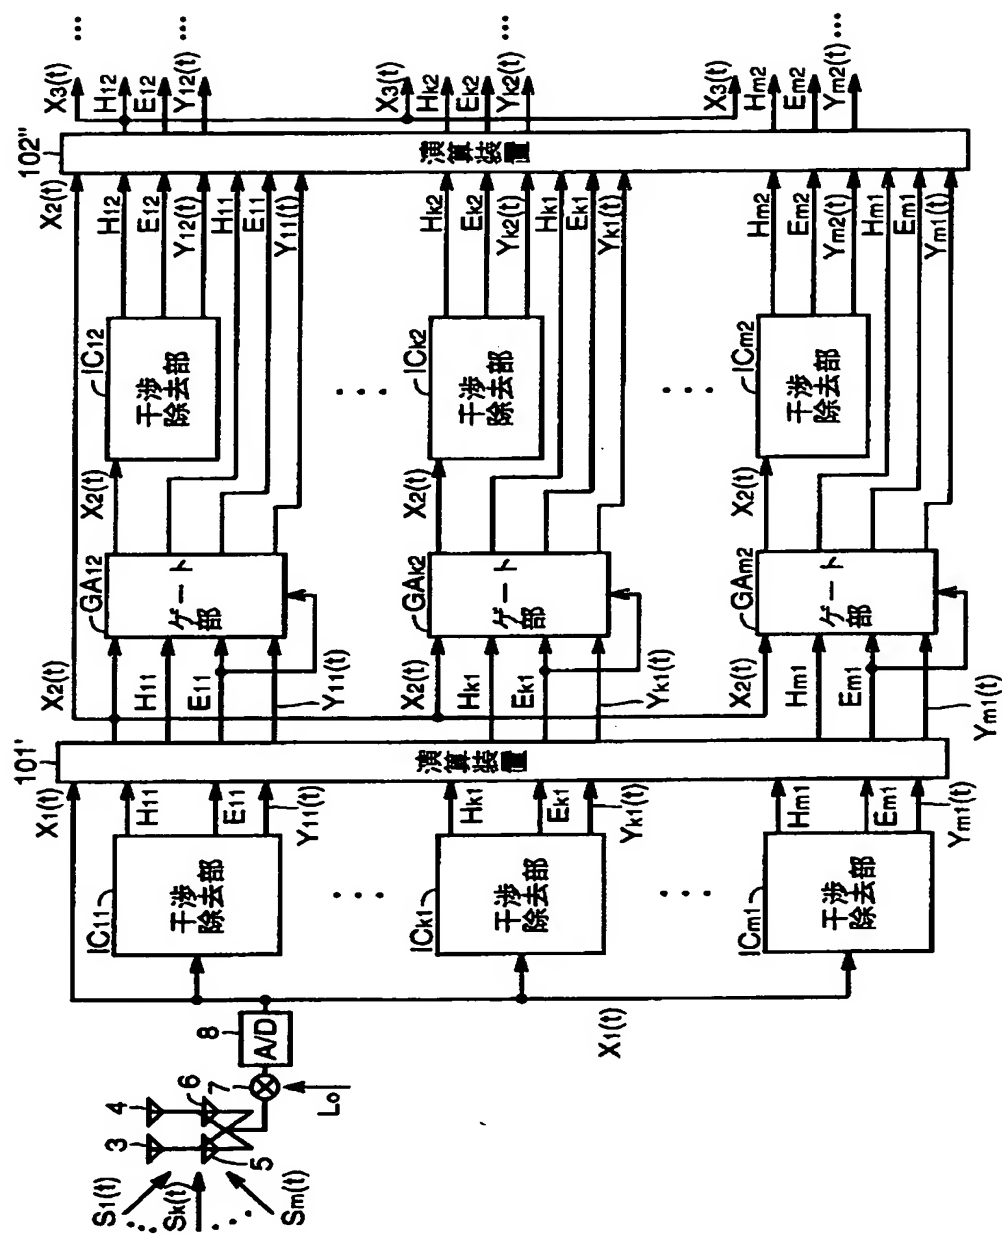 S1(t)
Sk(t)
Sm(t)
3
4
5
6
7
Lo
8
A/D
X1(t)
X1(t)
IC11
干渉
除去部
H11
E11
Y11(t)
ICk1
干渉
除去部
Hk1
Ek1
Yk1(t)
ICm1
干渉
除去部
Hm1
Em1
Ym1(t)
101'
演算装置
X2(t)
H11
E11
Y11(t)
X2(t)
Hk1
Ek1
Yk1(t)
X2(t)
Hm1
Em1
Ym1(t)
GA12
ゲート
部
GAk2
ゲート
部
GAm2
ゲート
部
X2(t)
IC12
干渉
除去部
X2(t)
ICk2
干渉
除去部
X2(t)
ICm2
干渉
除去部
X2(t)
H12
E12
Y12(t)
H11
E11
Y11(t)
Hk2
Ek2
Yk2(t)
Hk1
Ek1
Yk1(t)
Hm2
Em2
Ym2(t)
Hm1
Em1
Ym1(t)
102"
演算装置
X3(t)
H12
E12
Y12(t)
X3(t)
Hk2
Ek2
Yk2(t)
X3(t)
Hm2
Em2
Ym2(t)